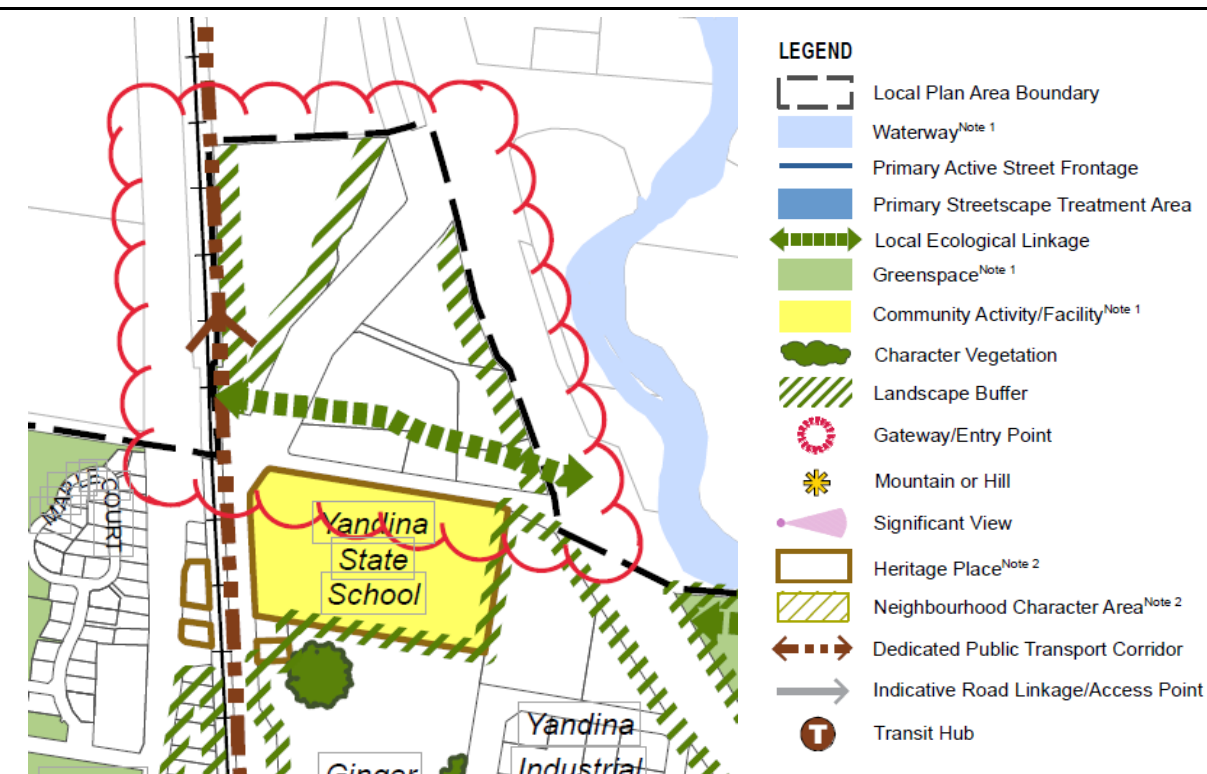 MAPLE
COURT
Yandina
State
School
Yandina
Industrial
Ginger
LEGEND
Local Plan Area Boundary
Waterway Note 1
Primary Active Street Frontage
Primary Streetscape Treatment Area
Local Ecological Linkage
Greenspace Note 1
Community Activity/Facility Note 1
Character Vegetation
Landscape Buffer
Gateway/Entry Point
Mountain or Hill
Significant View
Heritage Place Note 2
Neighbourhood Character Area Note 2
Dedicated Public Transport Corridor
Indicative Road Linkage/Access Point
T
Transit Hub